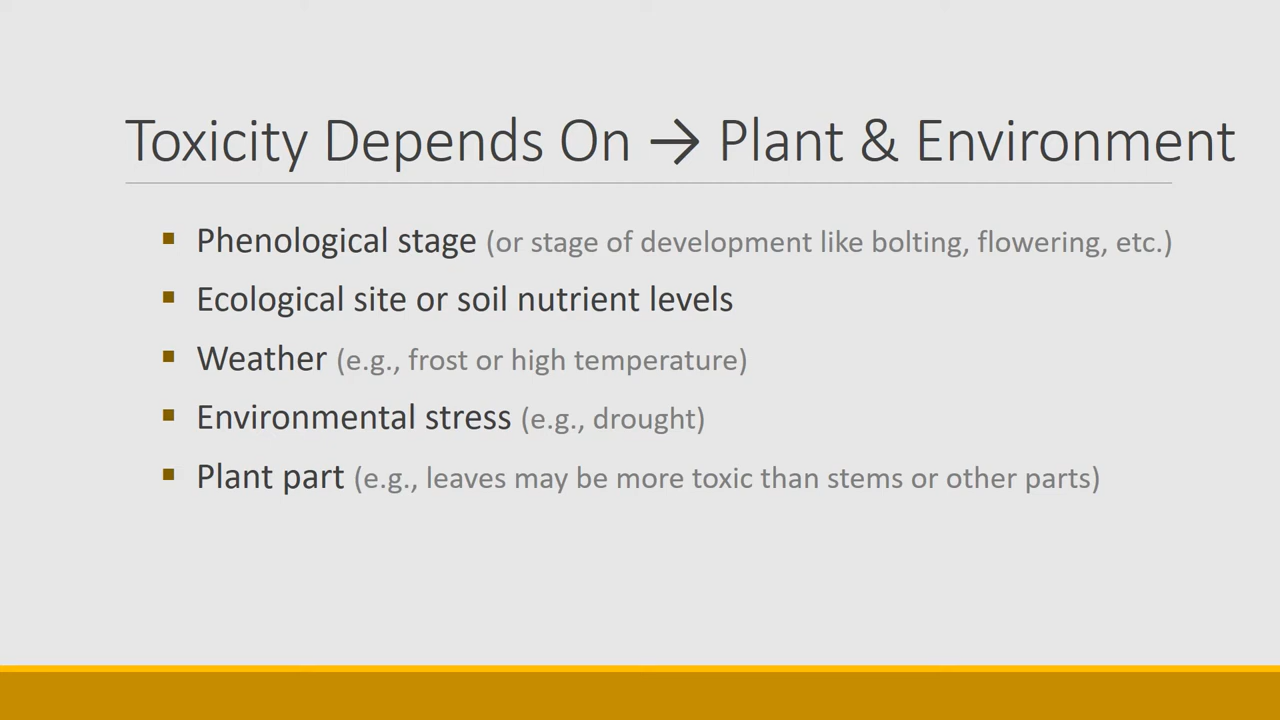 Toxicity Depends On → Plant & Environment
▪ Phenological stage (or stage of development like bolting, flowering, etc.)
▪ Ecological site or soil nutrient levels
▪ Weather (e.g., frost or high temperature)
▪ Environmental stress (e.g., drought)
▪ Plant part (e.g., leaves may be more toxic than stems or other parts)